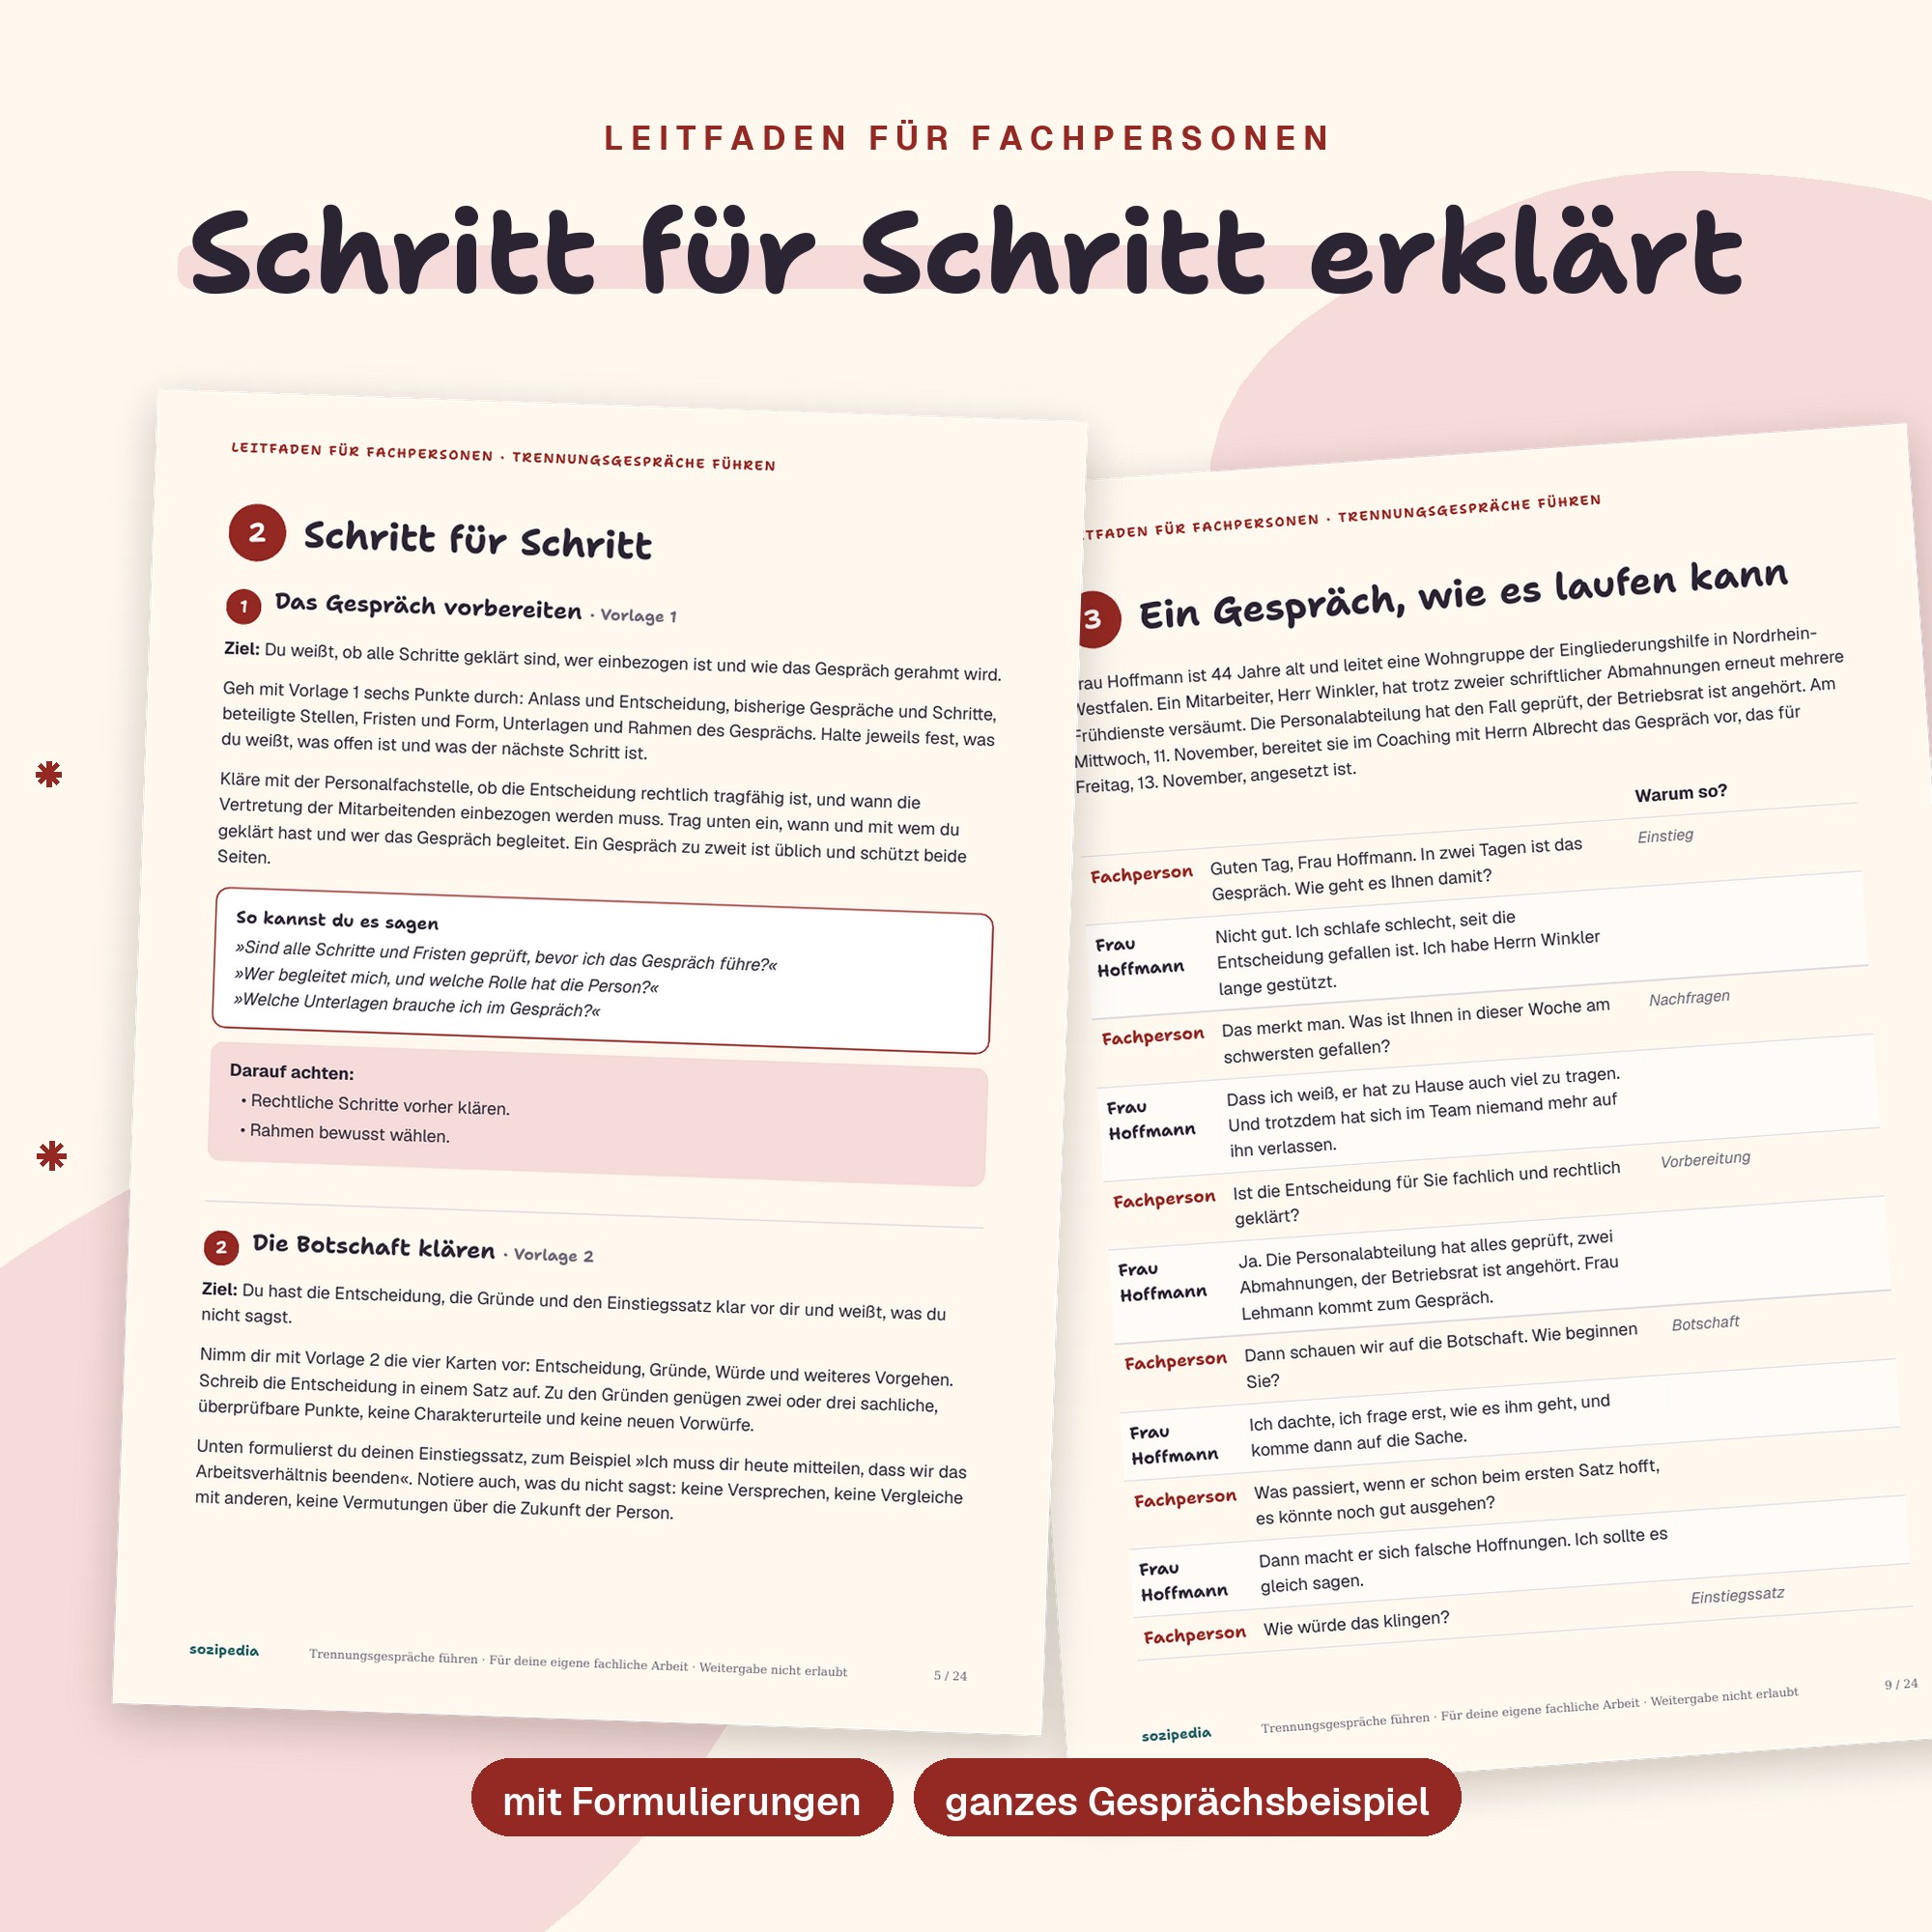 LEITFADEN FÜR FACHPERSONEN
Schritt für Schritt erklärt
LEITFADEN FÜR FACHPERSONEN · TRENNUNGSGESPRÄCHE FÜHREN
2 Schritt für Schritt
1 Das Gespräch vorbereiten · Vorlage 1
Ziel: Du weißt, ob alle Schritte geklärt sind, wer einbezogen ist und wie das Gespräch gerahmt wird.
Geh mit Vorlage 1 sechs Punkte durch: Anlass und Entscheidung, bisherige Gespräche und Schritte,
beteiligte Stellen, Fristen und Form, Unterlagen und Rahmen des Gesprächs. Halte jeweils fest, was
du weißt, was offen ist und was der nächste Schritt ist.
Kläre mit der Personalfachstelle, ob die Entscheidung rechtlich tragfähig ist, und wann die
Vertretung der Mitarbeitenden einbezogen werden muss. Trag unten ein, wann und mit wem du
geklärt hast und wer das Gespräch begleitet. Ein Gespräch zu zweit ist üblich und schützt beide
Seiten.
So kannst du es sagen
»Sind alle Schritte und Fristen geprüft, bevor ich das Gespräch führe?«
»Wer begleitet mich, und welche Rolle hat die Person?«
»Welche Unterlagen brauche ich im Gespräch?«
Darauf achten:
• Rechtliche Schritte vorher klären.
• Rahmen bewusst wählen.
2 Die Botschaft klären · Vorlage 2
Ziel: Du hast die Entscheidung, die Gründe und den Einstiegssatz klar vor dir und weißt, was du
nicht sagst.
Nimm dir mit Vorlage 2 die vier Karten vor: Entscheidung, Gründe, Würde und weiteres Vorgehen.
Schreib die Entscheidung in einem Satz auf. Zu den Gründen genügen zwei oder drei sachliche,
überprüfbare Punkte, keine Charakterurteile und keine neuen Vorwürfe.
Unten formulierst du deinen Einstiegssatz, zum Beispiel »Ich muss dir heute mitteilen, dass wir das
Arbeitsverhältnis beenden«. Notiere auch, was du nicht sagst: keine Versprechen, keine Vergleiche
mit anderen, keine Vermutungen über die Zukunft der Person.
sozipedia Trennungsgespräche führen · Für deine eigene fachliche Arbeit · Weitergabe nicht erlaubt 5 / 24
ITFADEN FÜR FACHPERSONEN · TRENNUNGSGESPRÄCHE FÜHREN
3 Ein Gespräch, wie es laufen kann
rau Hoffmann ist 44 Jahre alt und leitet eine Wohngruppe der Eingliederungshilfe in Nordrhein-
Westfalen. Ein Mitarbeiter, Herr Winkler, hat trotz zweier schriftlicher Abmahnungen erneut mehrere
Frühdienste versäumt. Die Personalabteilung hat den Fall geprüft, der Betriebsrat ist angehört. Am
Mittwoch, 11. November, bereitet sie im Coaching mit Herrn Albrecht das Gespräch vor, das für
Freitag, 13. November, angesetzt ist.
Warum so?
Fachperson Guten Tag, Frau Hoffmann. In zwei Tagen ist das Einstieg
Gespräch. Wie geht es Ihnen damit?
Frau Nicht gut. Ich schlafe schlecht, seit die
Hoffmann Entscheidung gefallen ist. Ich habe Herrn Winkler
lange gestützt.
Fachperson Das merkt man. Was ist Ihnen in dieser Woche am Nachfragen
schwersten gefallen?
Frau Dass ich weiß, er hat zu Hause auch viel zu tragen.
Hoffmann Und trotzdem hat sich im Team niemand mehr auf
ihn verlassen.
Fachperson Ist die Entscheidung für Sie fachlich und rechtlich Vorbereitung
geklärt?
Frau Ja. Die Personalabteilung hat alles geprüft, zwei
Hoffmann Abmahnungen, der Betriebsrat ist angehört. Frau
Lehmann kommt zum Gespräch.
Fachperson Dann schauen wir auf die Botschaft. Wie beginnen Botschaft
Sie?
Frau Ich dachte, ich frage erst, wie es ihm geht, und
Hoffmann komme dann auf die Sache.
Fachperson Was passiert, wenn er schon beim ersten Satz hofft,
es könnte noch gut ausgehen?
Frau Dann macht er sich falsche Hoffnungen. Ich sollte es
Hoffmann gleich sagen.
Fachperson Wie würde das klingen? Einstiegssatz
sozipedia Trennungsgespräche führen · Für deine eigene fachliche Arbeit · Weitergabe nicht erlaubt 9 / 24
mit Formulierungen
ganzes Gesprächsbeispiel